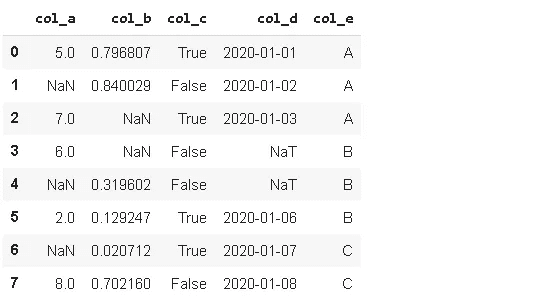 col_a col_b col_c col_d col_e
0 5.0 0.796807 True 2020-01-01 A
1 NaN 0.840029 False 2020-01-02 A
2 7.0 NaN True 2020-01-03 A
3 6.0 NaN False NaT B
4 NaN 0.319602 False NaT B
5 2.0 0.129247 True 2020-01-06 B
6 NaN 0.020712 True 2020-01-07 C
7 8.0 0.702160 False 2020-01-08 C